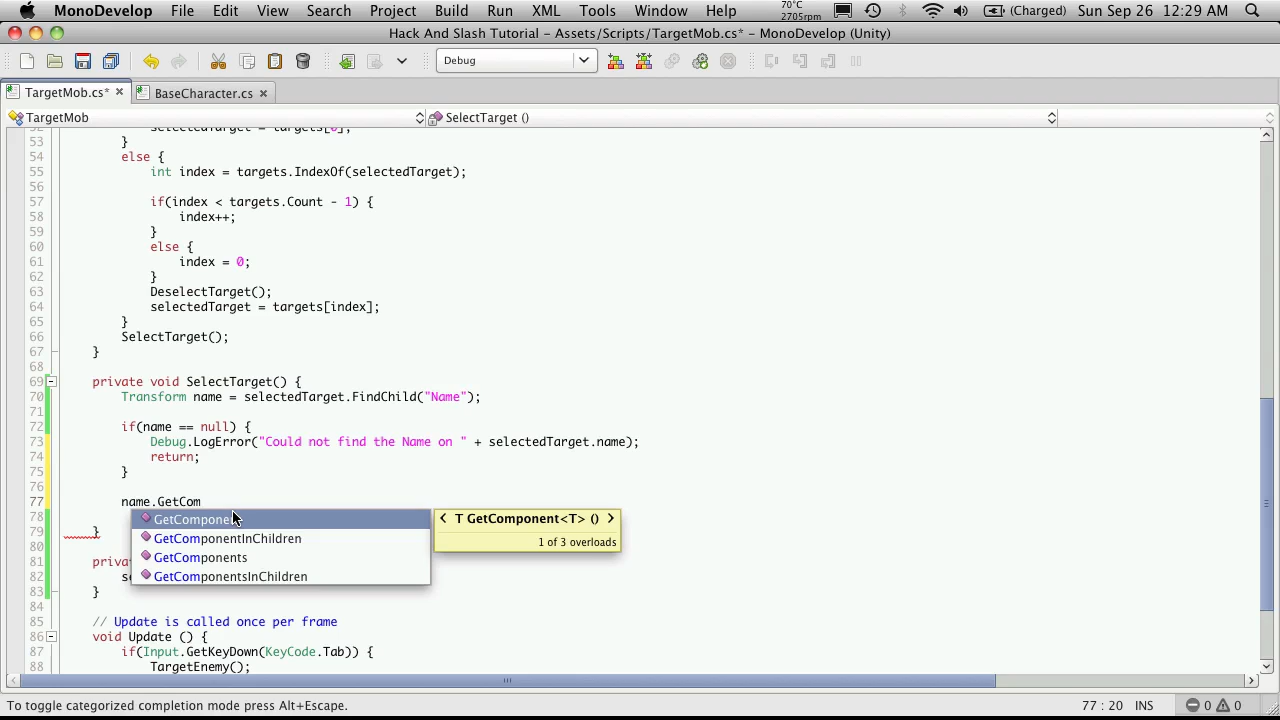 MonoDevelop File Edit View Search Project Build Run XML Tools Window Help 70°C 2705rpm (Charged) Sun Sep 26 12:29 AM
Hack And Slash Tutorial - Assets/Scripts/TargetMob.cs* - MonoDevelop (Unity)
Debug
TargetMob.cs* × BaseCharacter.cs ×
TargetMob SelectTarget ()
52 selectedTarget = targets[0];
53 }
54 else {
55 int index = targets.IndexOf(selectedTarget);
56
57 if(index < targets.Count - 1) {
58 index++;
59 }
60 else {
61 index = 0;
62 }
63 DeselectTarget();
64 selectedTarget = targets[index];
65 }
66 SelectTarget();
67 }
68
69 private void SelectTarget() {
70 Transform name = selectedTarget.FindChild("Name");
71
72 if(name == null) {
73 Debug.LogError("Could not find the Name on " + selectedTarget.name);
74 return;
75 }
76
77 name.GetCom
78 GetComponent T GetComponent<T> ()
79 } GetComponentInChildren 1 of 3 overloads
80 GetComponents
81 priva GetComponentsInChildren
82 se
83 }
84
85 // Update is called once per frame
86 void Update () {
87 if(Input.GetKeyDown(KeyCode.Tab)) {
88 TargetEnemy();
To toggle categorized completion mode press Alt+Escape. 77 : 20 INS 0 0